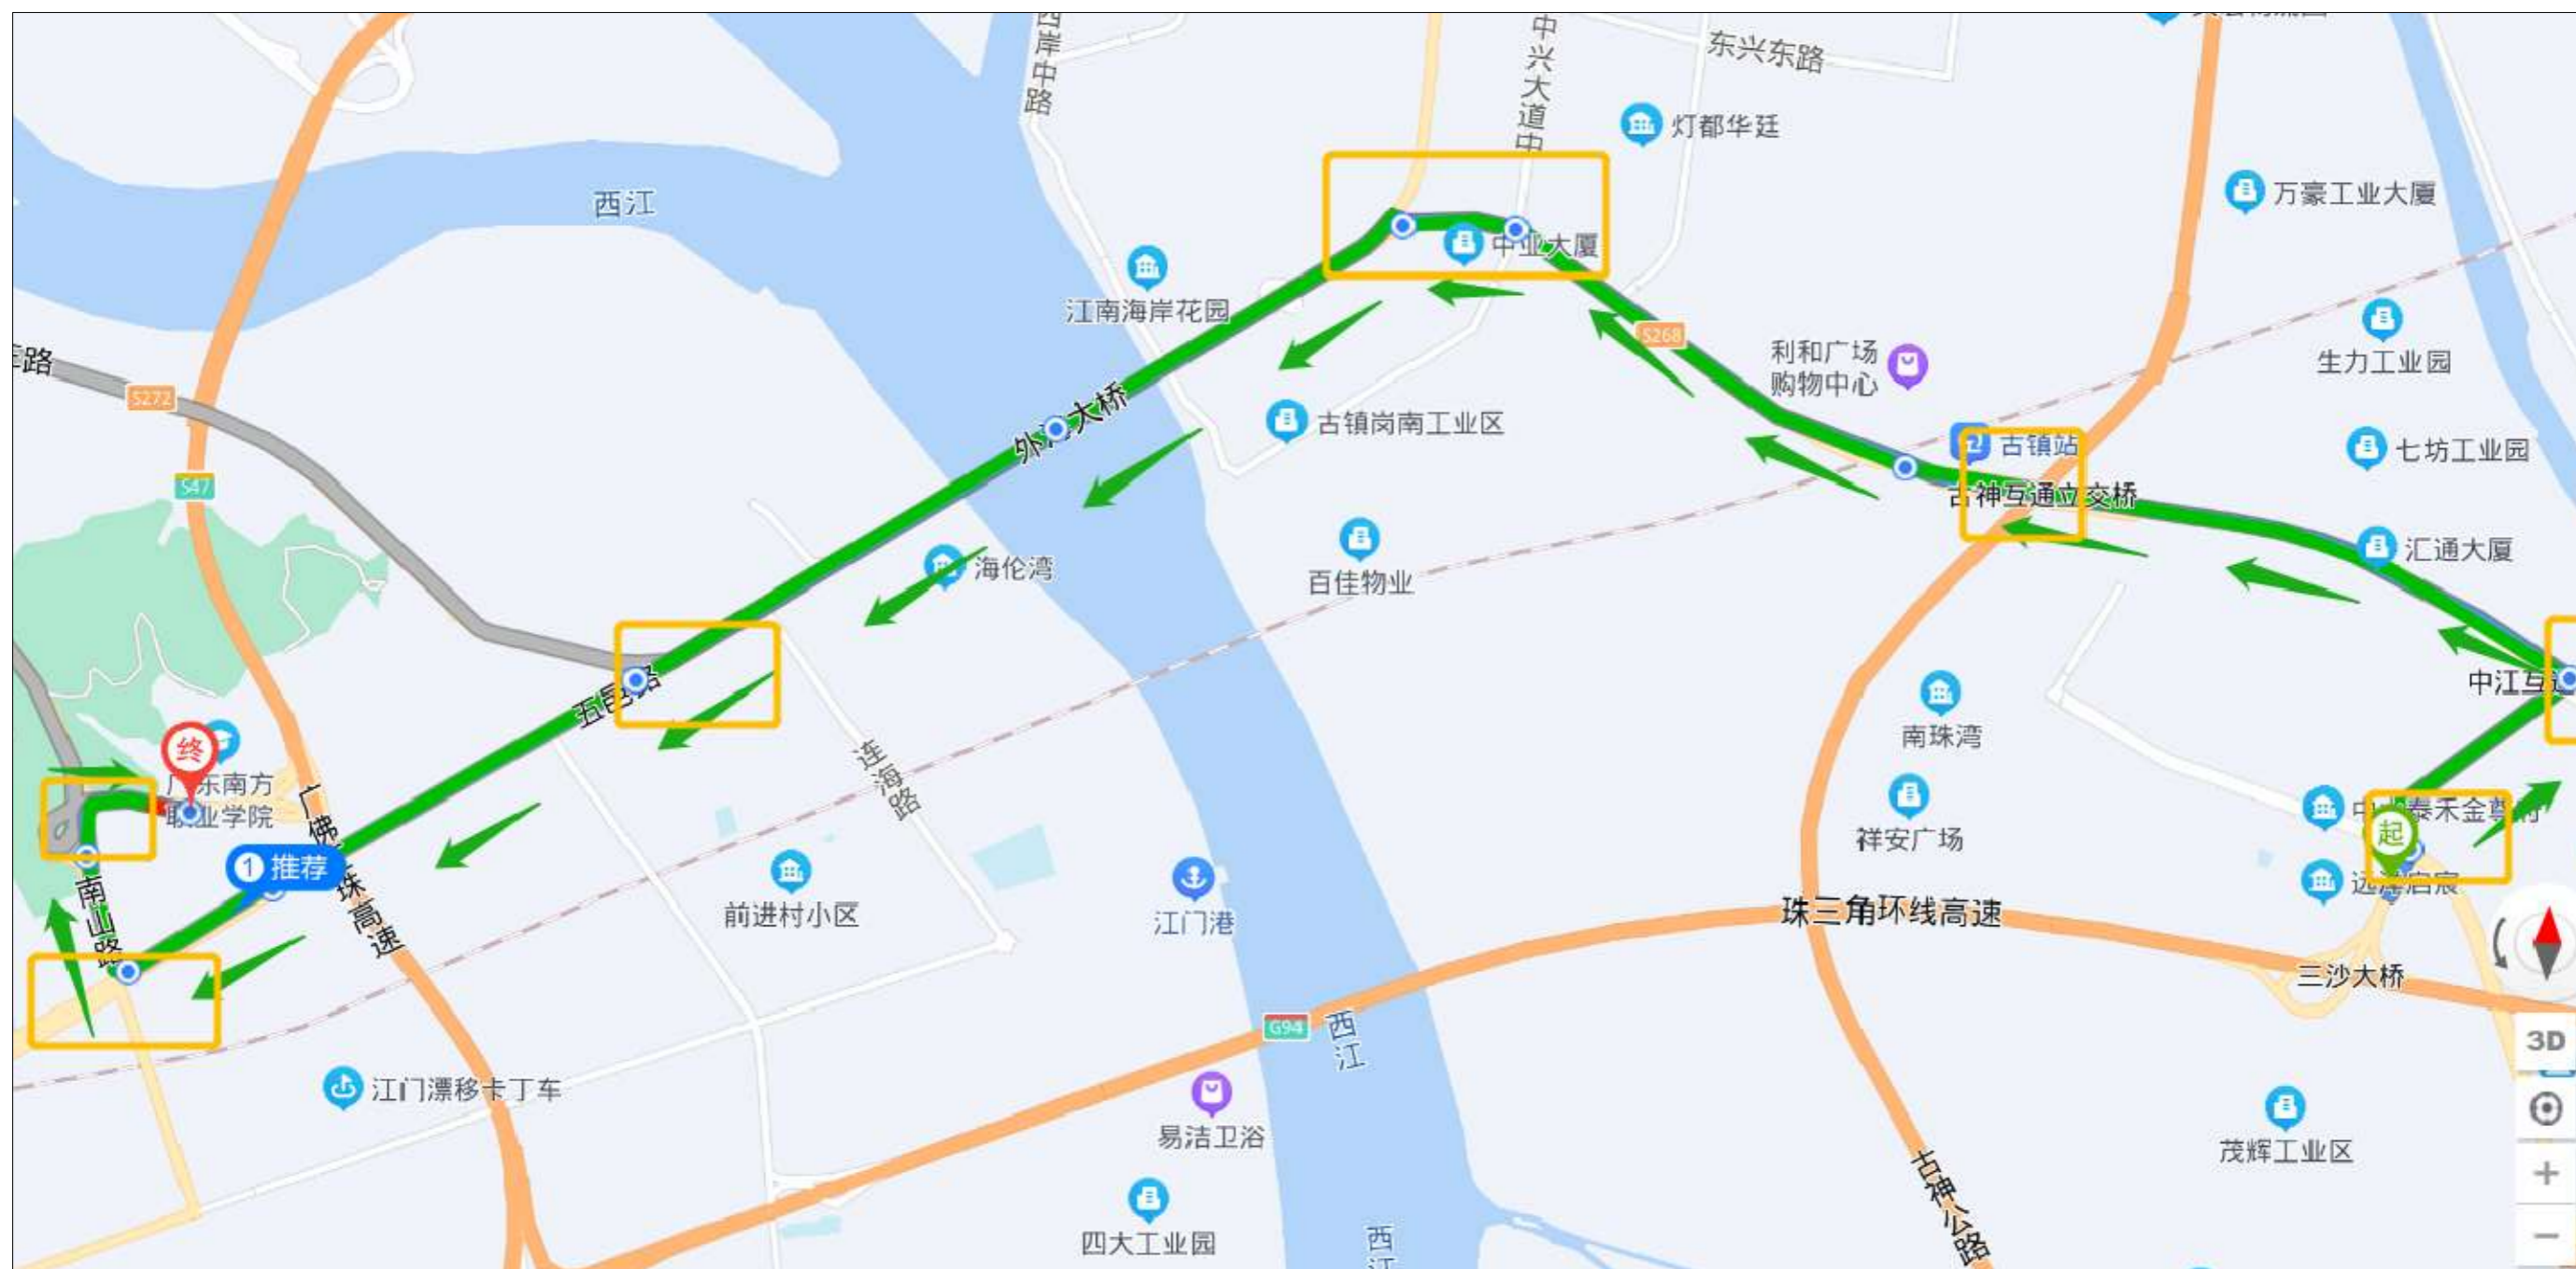 西岸中路
中兴大道中
东兴东路
灯都华廷
万豪工业大厦
西江
中业大厦
江南海岸花园
S268
利和广场
购物中心
生力工业园
S272
古镇岗南工业区
古镇站
七坊工业园
S47
外海大桥
古神互通立交桥
汇通大厦
海伦湾
百佳物业
五邑路
中江互通
连海路
南珠湾
终
广东南方
职业学院
祥安广场
起
1 推荐
南山路
前进村小区
江门港
珠三角环线高速
三沙大桥
G94
西江
3D
江门漂移卡丁车
易洁卫浴
茂辉工业区
四大工业园
古神公路
西江